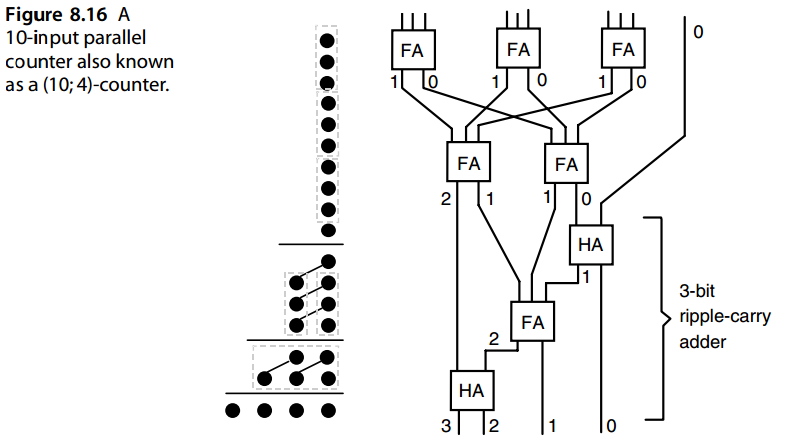 Figure 8.16 A
10-input parallel
counter also known
as a (10; 4)-counter.
FA FA FA 0
1 0 1 0 1 0
FA FA
2 1 1 0
HA
1
3-bit
ripple-carry
adder
FA
2
HA
3 2 1 0